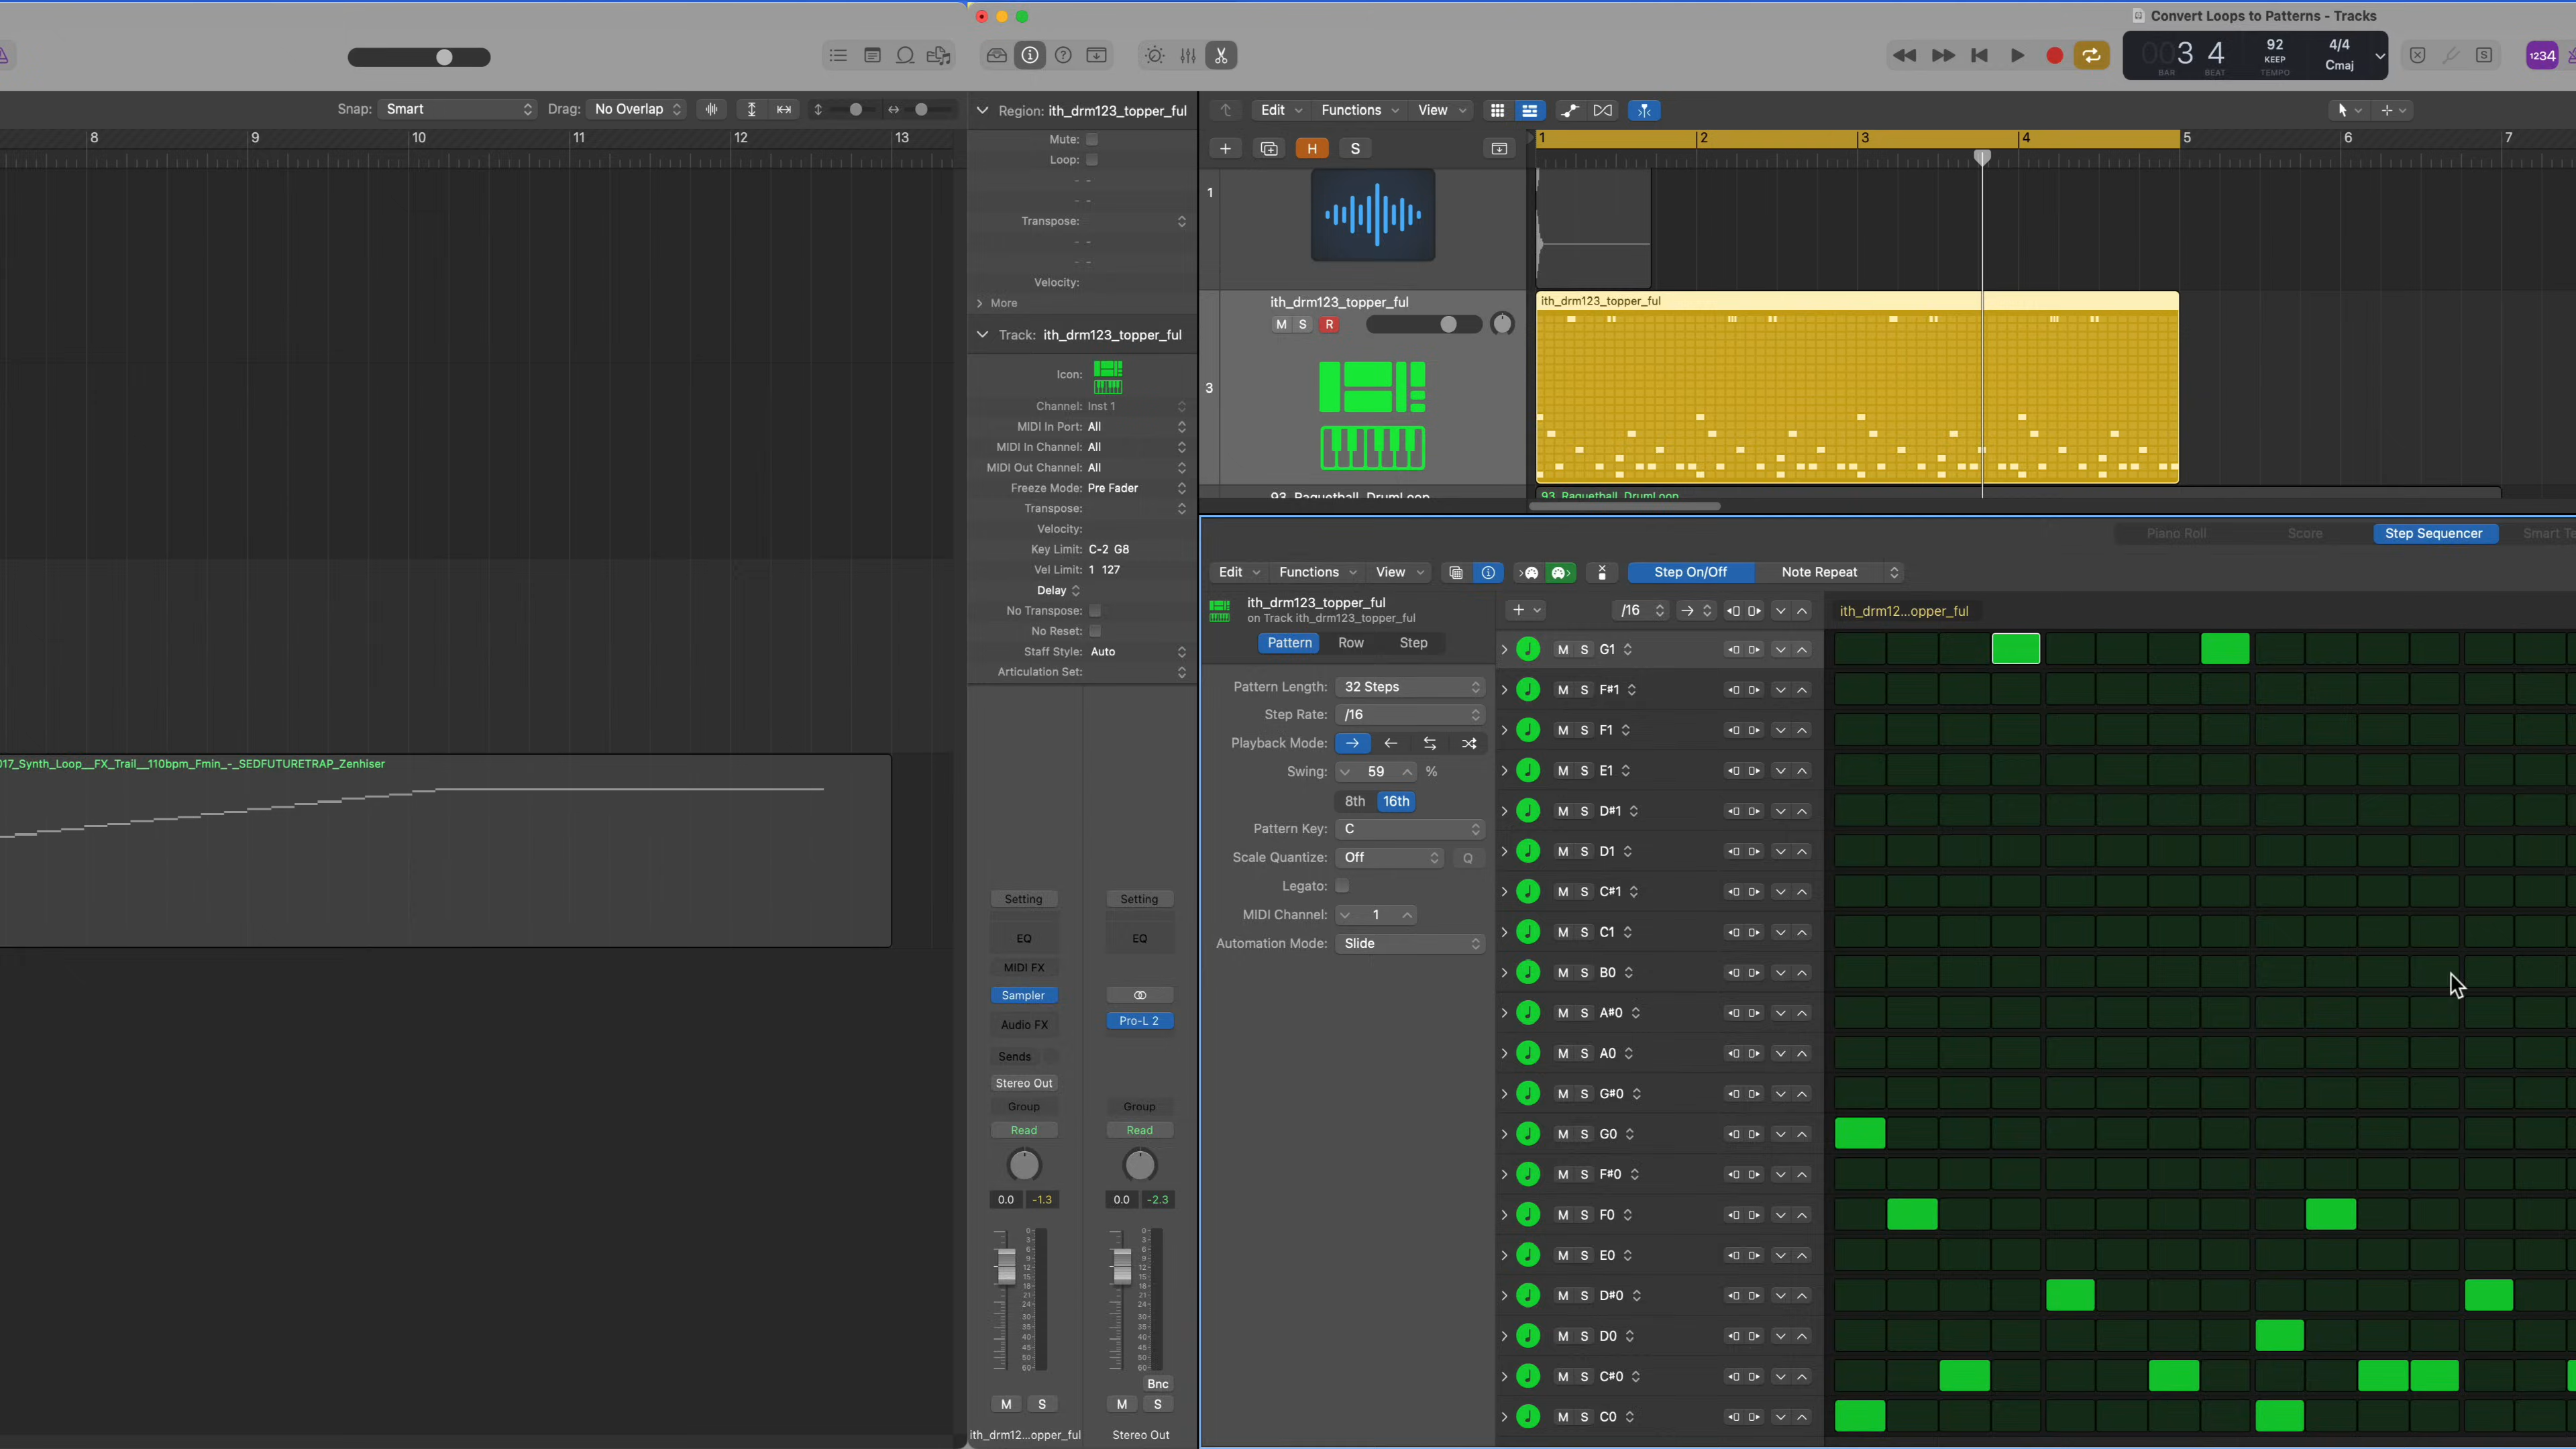 Convert Loops to Patterns - Tracks
3 4
BAR BEAT
92
KEEP
TEMPO
4/4
Cmaj
1234
Snap: Smart
Drag: No Overlap
8 9 10 11 12 13
017_Synth_Loop__FX_Trail__110bpm_Fmin_-_SEDFUTURETRAP_Zenhiser
Region: ith_drm123_topper_ful
Mute:
Loop:
Transpose:
Velocity:
More
Track: ith_drm123_topper_ful
Icon:
Channel: Inst 1
MIDI In Port: All
MIDI In Channel: All
MIDI Out Channel: All
Freeze Mode: Pre Fader
Transpose:
Velocity:
Key Limit: C-2 G8
Vel Limit: 1 127
Delay
No Transpose:
No Reset:
Staff Style: Auto
Articulation Set:
Setting Setting
EQ EQ
MIDI FX
Sampler
Pro-L 2
Audio FX
Sends
Stereo Out
Group Group
Read Read
0.0 -1.3 0.0 -2.3
Bnc
M S M S
ith_drm12...opper_ful Stereo Out
Edit Functions View
H S
1 2 3 4 5 6 7
1
ith_drm123_topper_ful
M S R
3
ith_drm123_topper_ful
93_Raquetball_DrumLoop
93_Raquetball_DrumLoop
Piano Roll Score Step Sequencer Smart Te
Edit Functions View
Step On/Off Note Repeat
ith_drm123_topper_ful
on Track ith_drm123_topper_ful
Pattern Row Step
/16
ith_drm12...opper_ful
Pattern Length: 32 Steps
Step Rate: /16
Playback Mode:
Swing: 59 %
8th 16th
Pattern Key: C
Scale Quantize: Off Q
Legato:
MIDI Channel: 1
Automation Mode: Slide
M S G1
M S F#1
M S F1
M S E1
M S D#1
M S D1
M S C#1
M S C1
M S B0
M S A#0
M S A0
M S G#0
M S G0
M S F#0
M S F0
M S E0
M S D#0
M S D0
M S C#0
M S C0